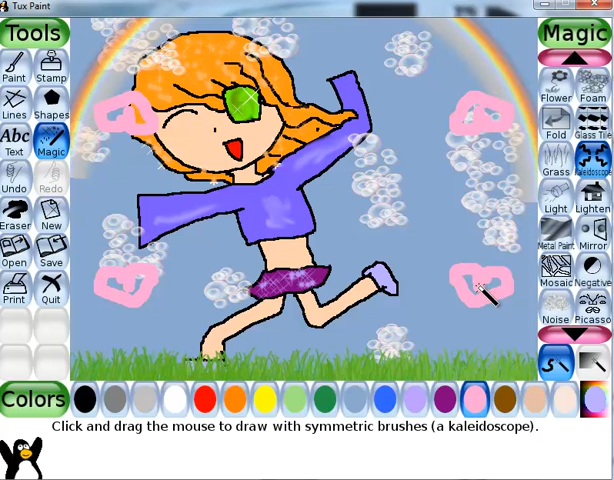 Tux Paint
Tools
Magic
Paint Stamp
Lines Shapes
Text Magic
Undo Redo
Eraser New
Open Save
Print Quit
Abc
Flower Foam
Fold Glass Tile
Grass Kaleidoscope
Light Lighten
Metal Paint Mirror
Mosaic Negative
Noise Picasso
Colors
Click and drag the mouse to draw with symmetric brushes (a kaleidoscope).